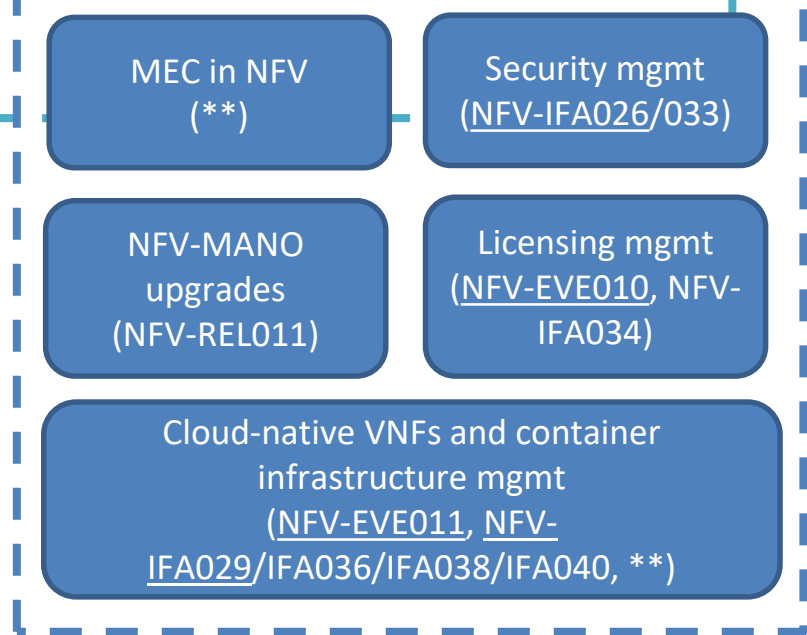 MEC in NFV
(**)
Security mgmt
(NFV-IFA026/033)
NFV-MANO
upgrades
(NFV-REL011)
Licensing mgmt
(NFV-EVE010, NFV-
IFA034)
Cloud-native VNFs and container
infrastructure mgmt
(NFV-EVE011, NFV-
IFA029/IFA036/IFA038/IFA040, **)